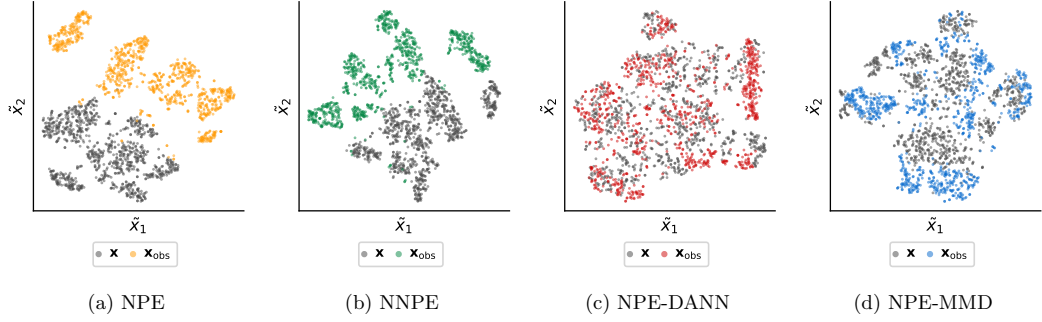 x̃₂ x̃₂ x̃₂ x̃₂
x̃₁ x̃₁ x̃₁ x̃₁
x x_obs x x_obs x x_obs x x_obs
(a) NPE (b) NNPE (c) NPE-DANN (d) NPE-MMD